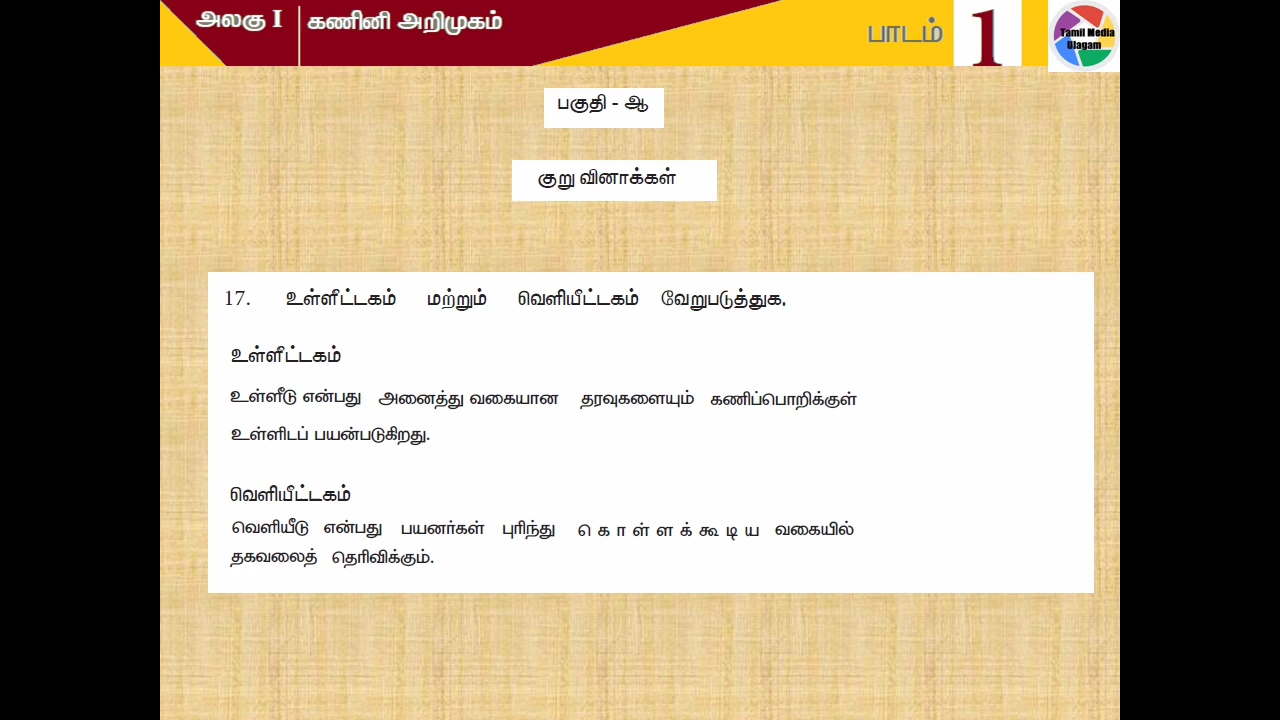 அலகு I கணினி அறிமுகம்
பாடம் 1
Tamil Media
Ulagam
பகுதி - ஆ
குறு வினாக்கள்
17. உள்ளீட்டகம் மற்றும் வெளியீட்டகம் வேறுபடுத்துக.
உள்ளீட்டகம்
உள்ளீடு என்பது அனைத்து வகையான தரவுகளையும் கணிப்பொறிக்குள்
உள்ளிடப் பயன்படுகிறது.
வெளியீட்டகம்
வெளியீடு என்பது பயனர்கள் புரிந்து கொள்ளக்கூடிய வகையில்
தகவலைத் தெரிவிக்கும்.